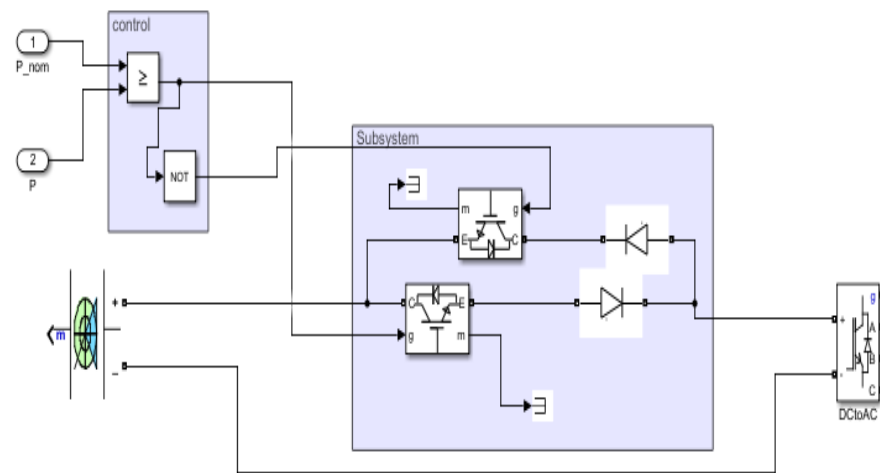 control
1
P_nom
≥
2
P
NOT
Subsystem
m
g
E
C
C
E
g
m
m
+
_
g
+
A
B
-
C
DCtoAC